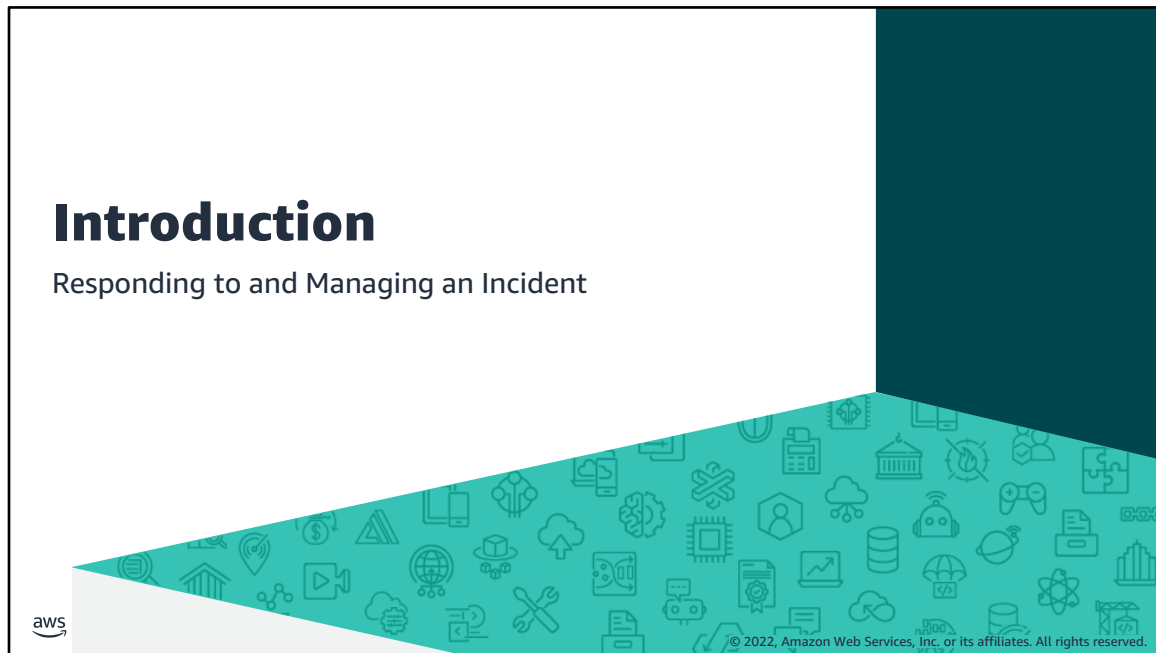 Introduction
Responding to and Managing an Incident
aws
© 2022, Amazon Web Services, Inc. or its affiliates. All rights reserved.